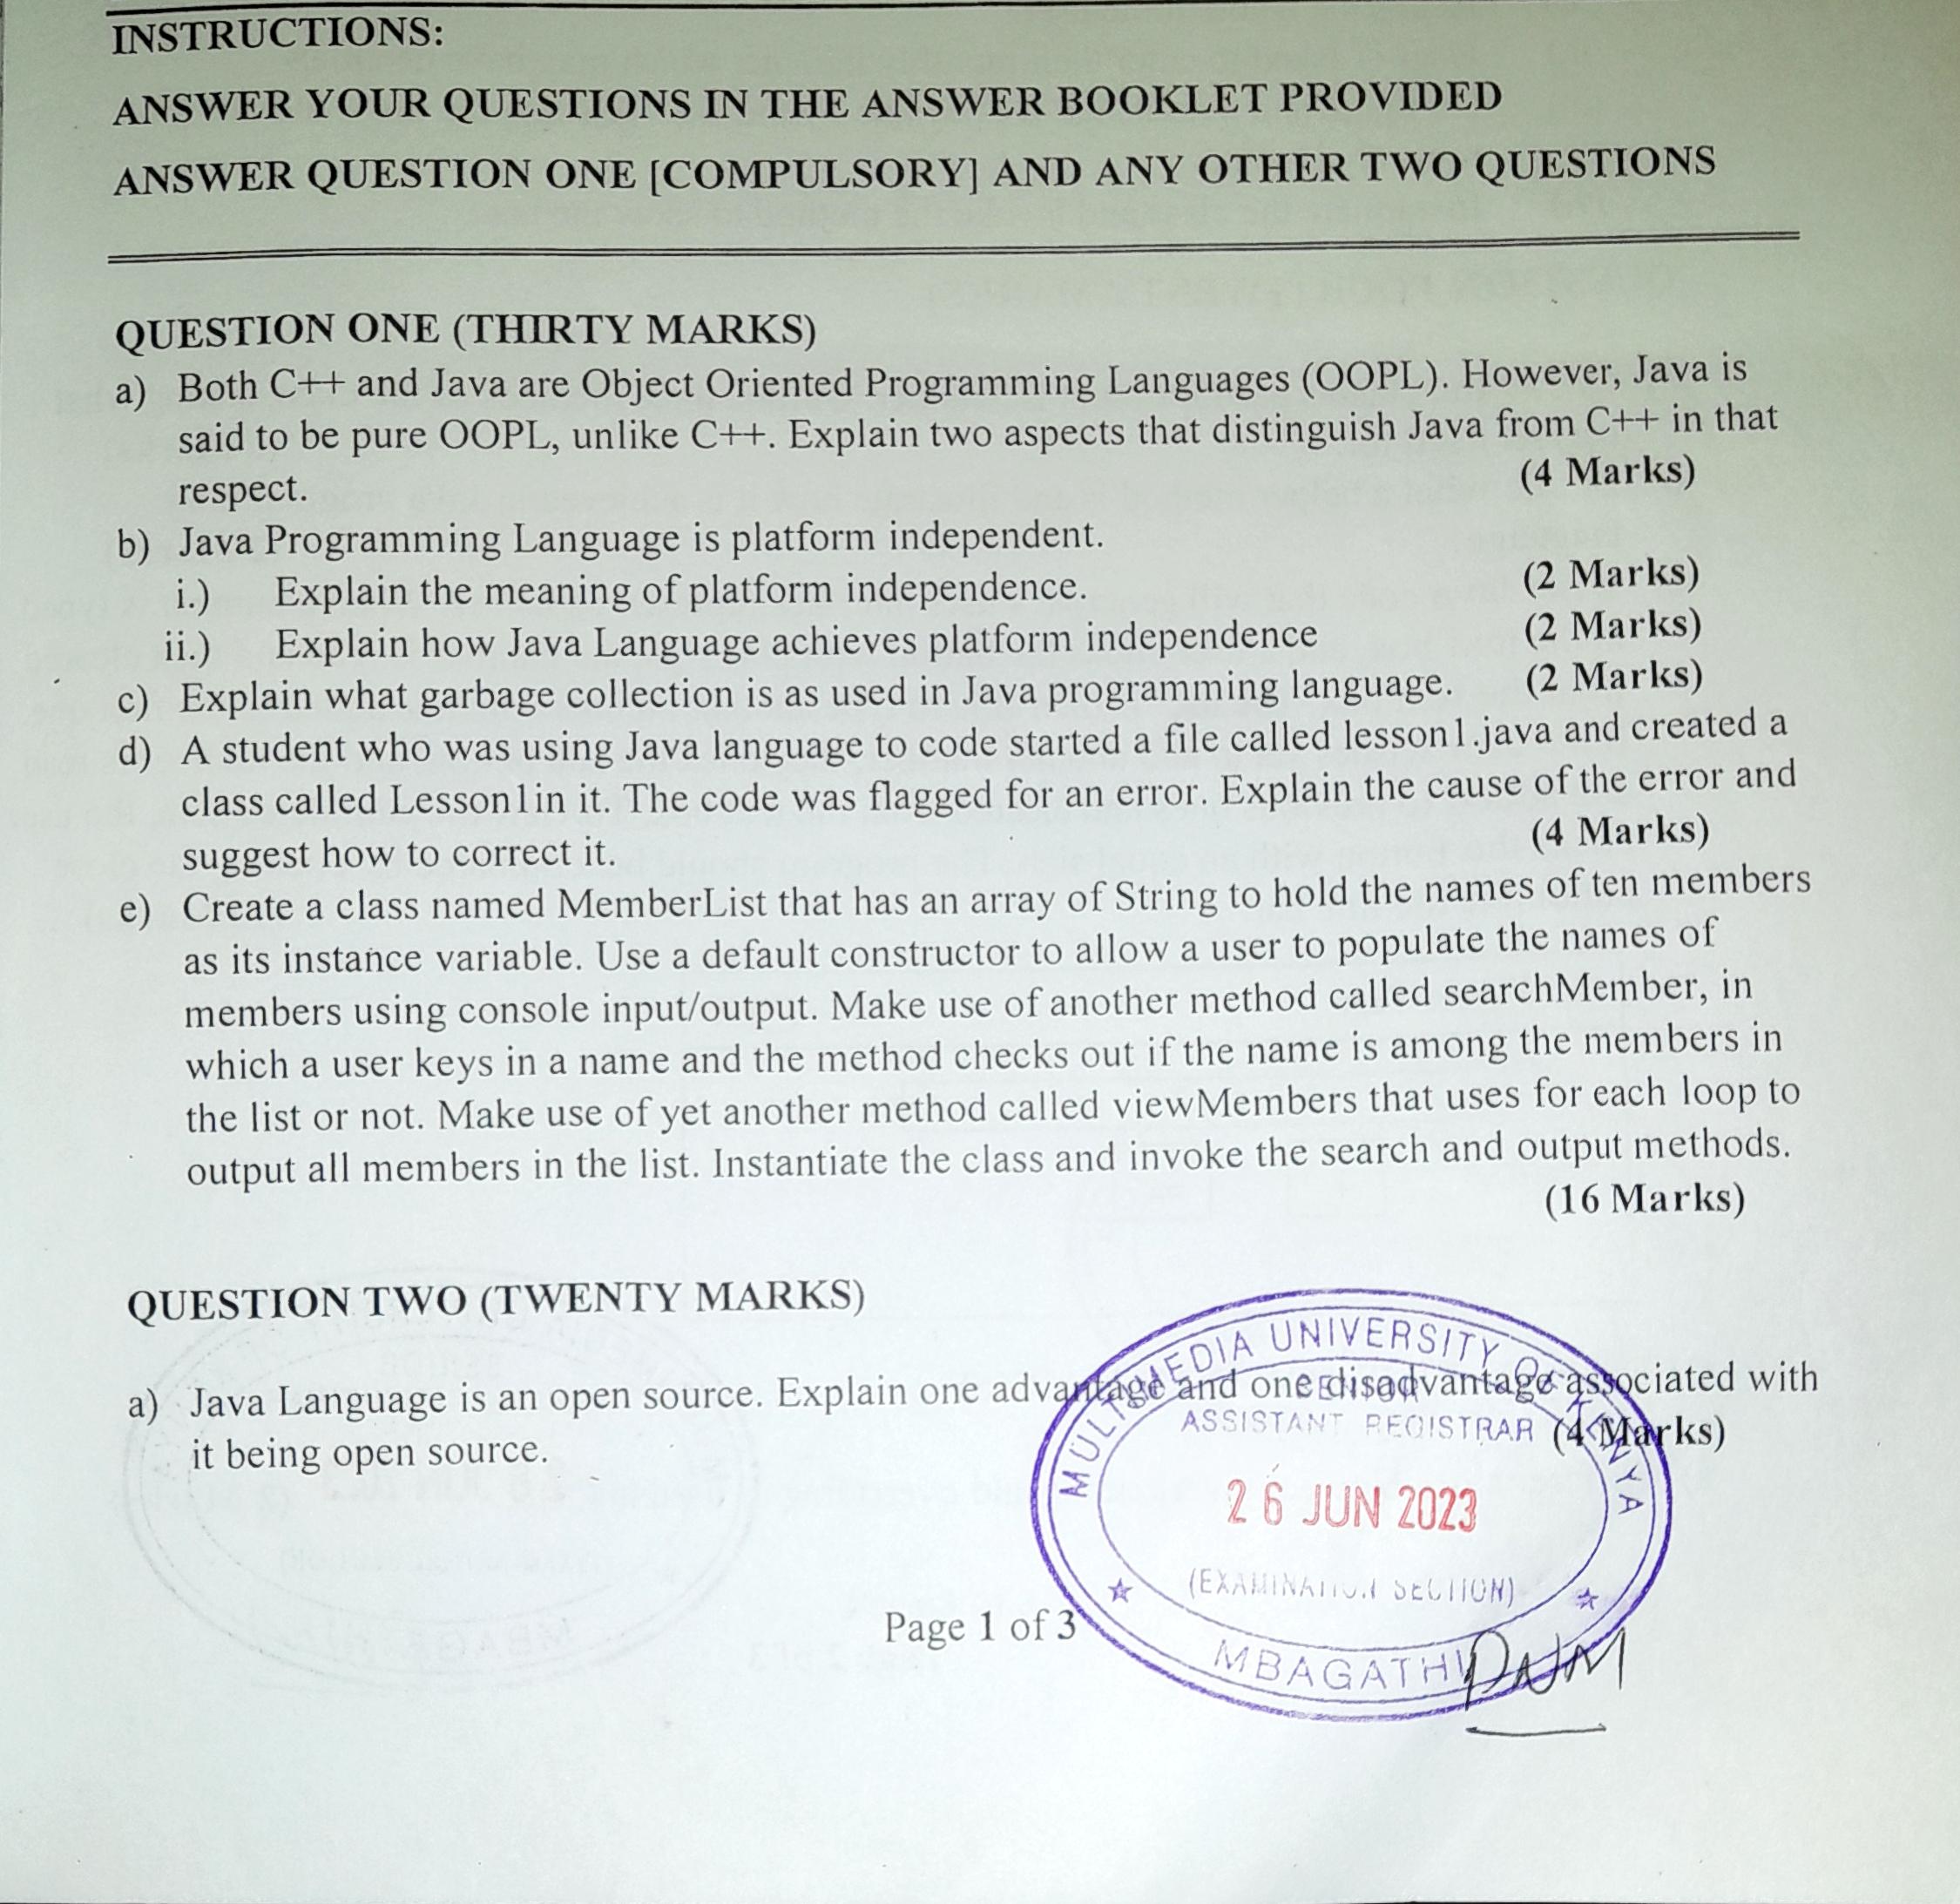 INSTRUCTIONS:
ANSWER YOUR QUESTIONS IN THE ANSWER BOOKLET PROVIDED
ANSWER QUESTION ONE [COMPULSORY] AND ANY OTHER TWO QUESTIONS
QUESTION ONE (THIRTY MARKS)
a) Both C++ and Java are Object Oriented Programming Languages (OOPL). However, Java is
said to be pure OOPL, unlike C++. Explain two aspects that distinguish Java from C++ in that
respect. (4 Marks)
b) Java Programming Language is platform independent.
i.) Explain the meaning of platform independence. (2 Marks)
ii.) Explain how Java Language achieves platform independence (2 Marks)
c) Explain what garbage collection is as used in Java programming language. (2 Marks)
d) A student who was using Java language to code started a file called lesson1.java and created a
class called Lesson1in it. The code was flagged for an error. Explain the cause of the error and
suggest how to correct it. (4 Marks)
e) Create a class named MemberList that has an array of String to hold the names of ten members
as its instance variable. Use a default constructor to allow a user to populate the names of
members using console input/output. Make use of another method called searchMember, in
which a user keys in a name and the method checks out if the name is among the members in
the list or not. Make use of yet another method called viewMembers that uses for each loop to
output all members in the list. Instantiate the class and invoke the search and output methods.
(16 Marks)
QUESTION TWO (TWENTY MARKS)
a) Java Language is an open source. Explain one advantage and one disadvantage associated with
it being open source. (4 Marks)
MULTIMEDIA UNIVERSITY OF KENYA
SENIOR
ASSISTANT REGISTRAR
26 JUN 2023
(EXAMINATION SECTION)
MBAGATHI
Page 1 of 3